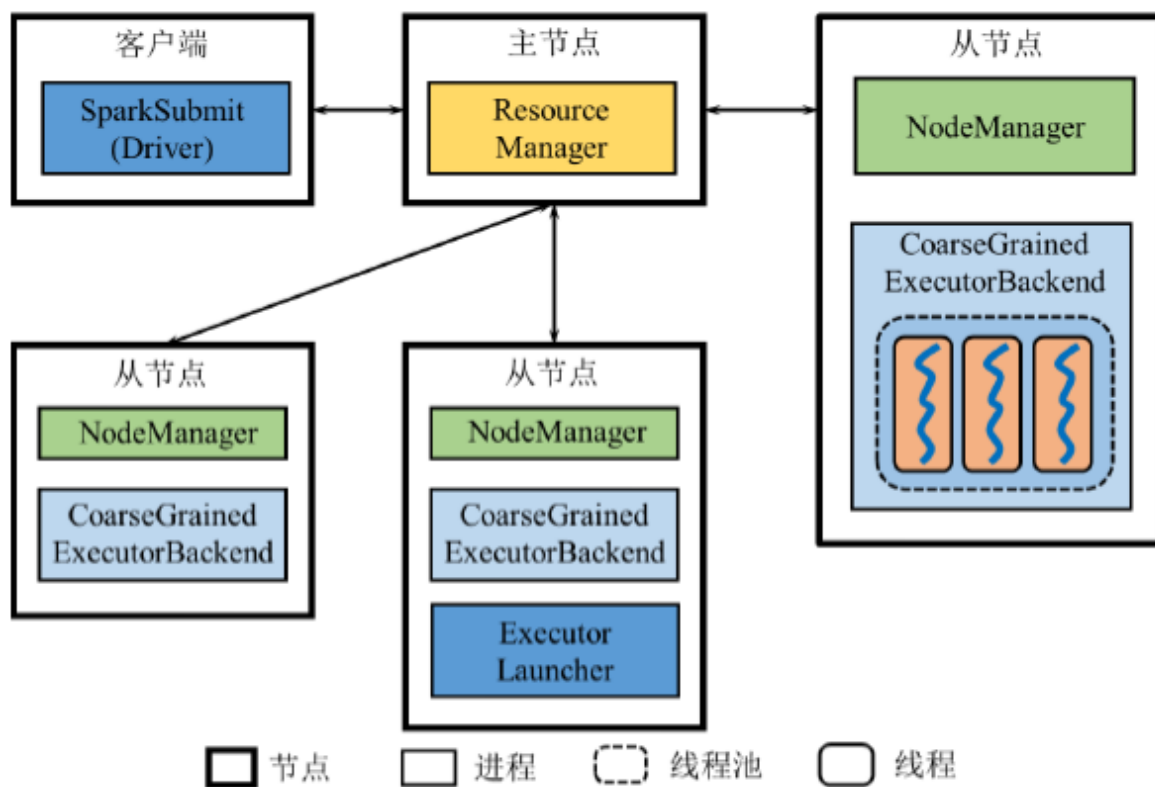 客户端
SparkSubmit
(Driver)
主节点
Resource
Manager
从节点
NodeManager
CoarseGrained
ExecutorBackend
从节点
NodeManager
CoarseGrained
ExecutorBackend
从节点
NodeManager
CoarseGrained
ExecutorBackend
Executor
Launcher
节点
进程
线程池
线程